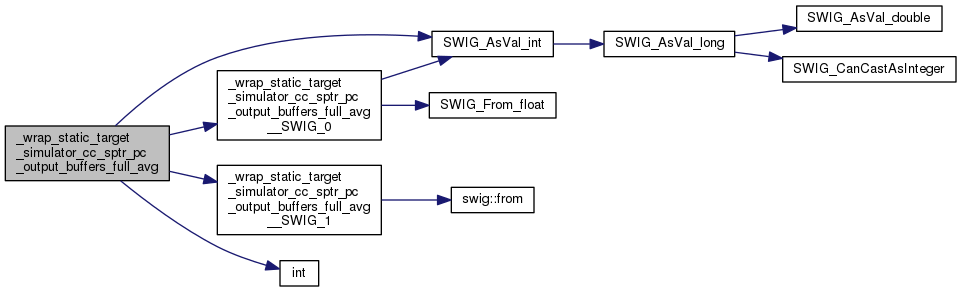 _wrap_static_target
_simulator_cc_sptr_pc
_output_buffers_full_avg
_wrap_static_target
_simulator_cc_sptr_pc
_output_buffers_full_avg
__SWIG_0
_wrap_static_target
_simulator_cc_sptr_pc
_output_buffers_full_avg
__SWIG_1
int
SWIG_AsVal_int
SWIG_From_float
swig::from
SWIG_AsVal_long
SWIG_AsVal_double
SWIG_CanCastAsInteger